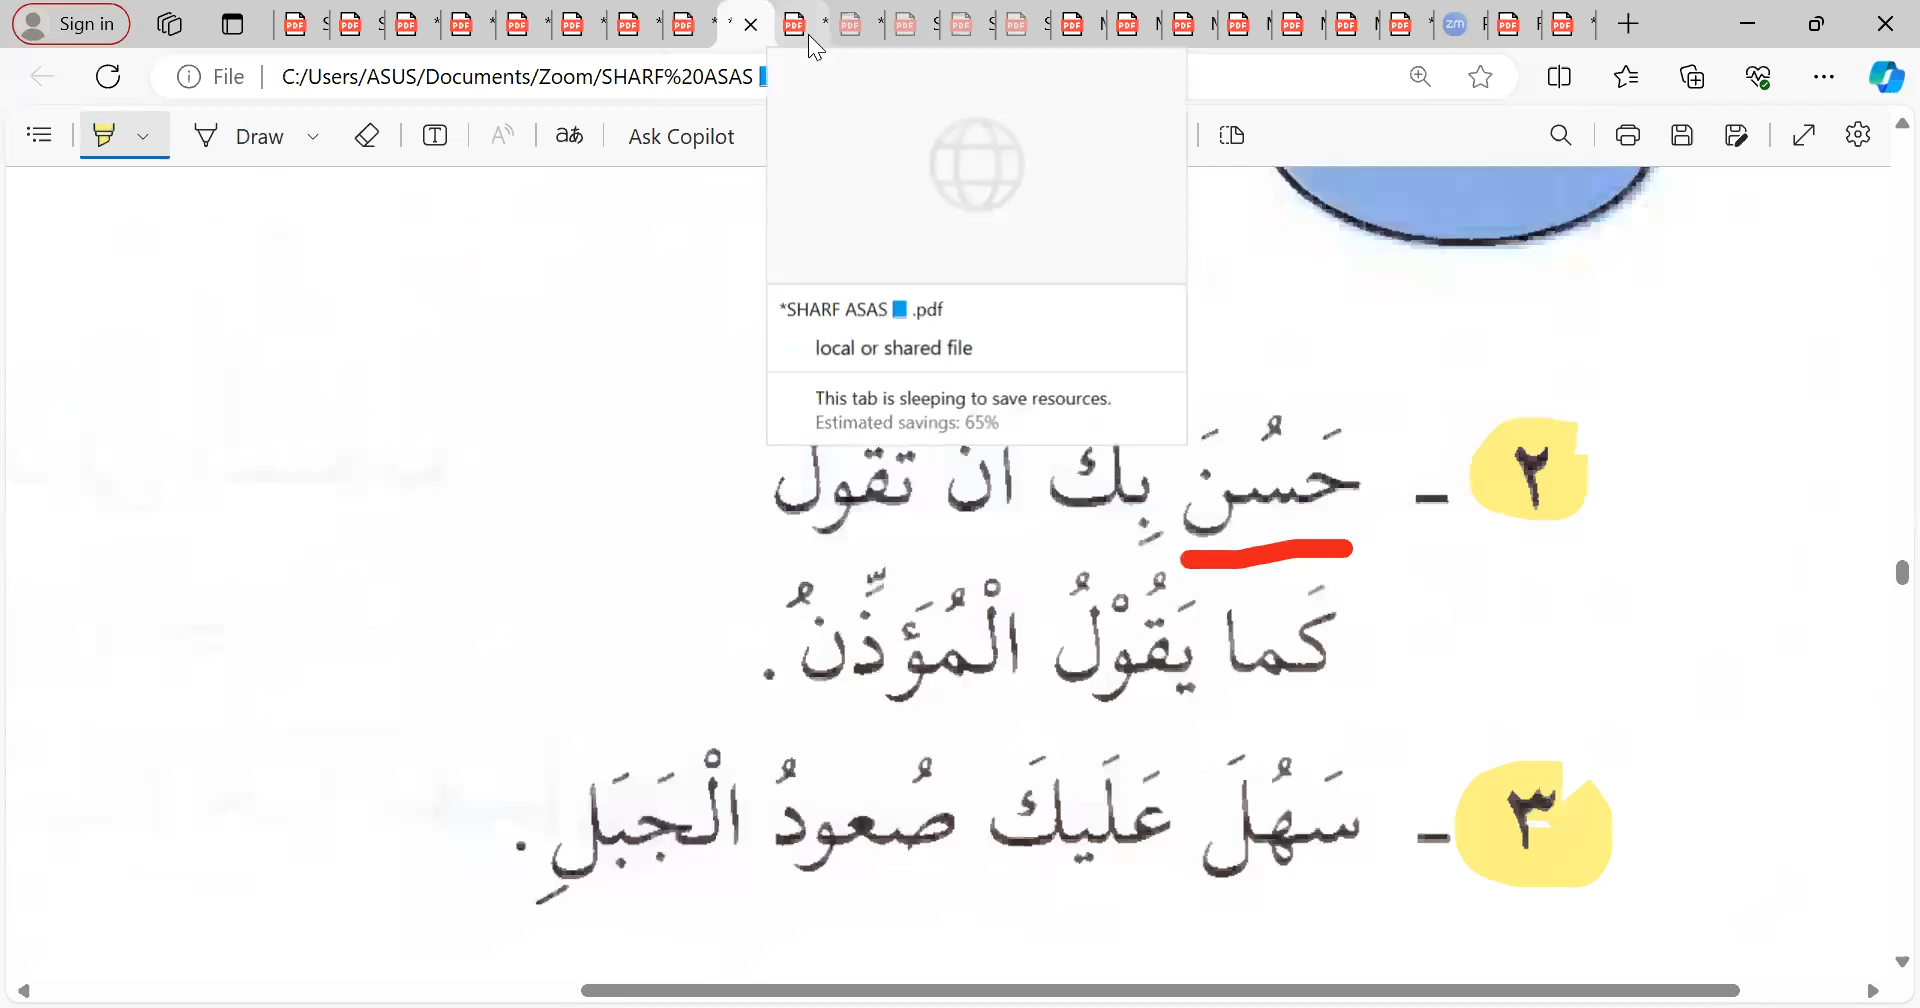 Sign in
File
C:/Users/ASUS/Documents/Zoom/SHARF%20ASAS
Draw
aあ
Ask Copilot
*SHARF ASAS📘.pdf
local or shared file
This tab is sleeping to save resources.
Estimated savings: 65%
٢ - حَسُنَ بِكَ أن تقول
كَما يَقُوْلُ الْمُؤَذِّنُ .
٣ - سَهُلَ عَلَيكَ صُعودُ الْجَبَلِ .